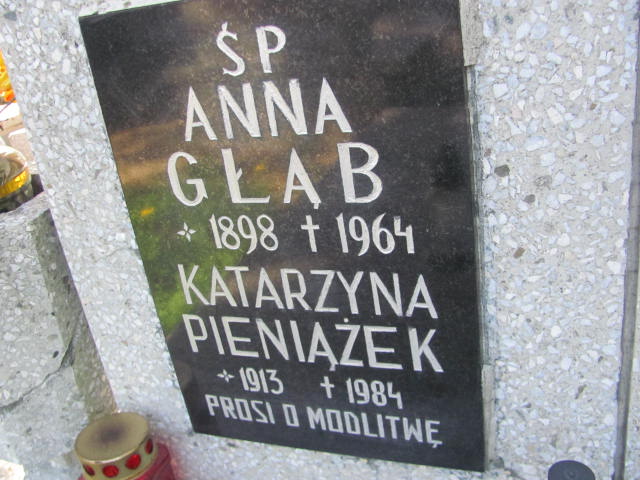 ŚP
ANNA
GŁĄB
✧ 1898 ✝ 1964
KATARZYNA
PIENIĄŻEK
✧ 1913 ✝ 1984
PROSI O MODLITWĘ